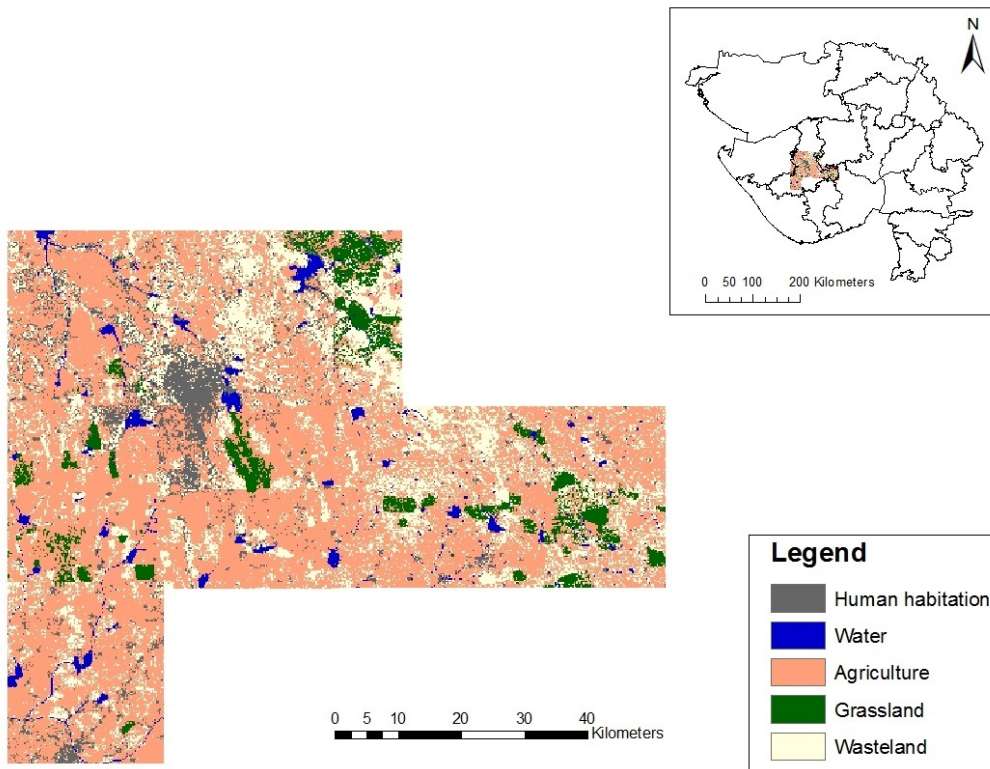 N
0 50 100 200 Kilometers
Legend
Human habitation
Water
Agriculture
Grassland
Wasteland
0 5 10 20 30 40
Kilometers